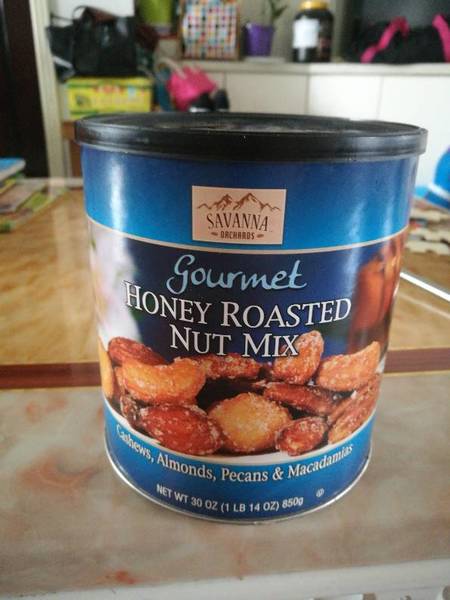 SAVANNA
ORCHARDS
Gourmet
HONEY ROASTED
NUT MIX
Cashews, Almonds, Pecans & Macadamias
NET WT 30 OZ (1 LB 14 OZ) 850g